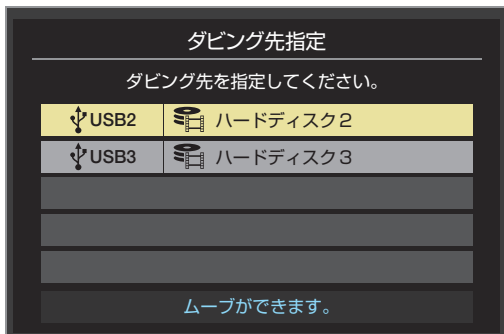 ダビング先指定
ダビング先を指定してください。
USB2 ハードディスク2
USB3 ハードディスク3
ムーブができます。